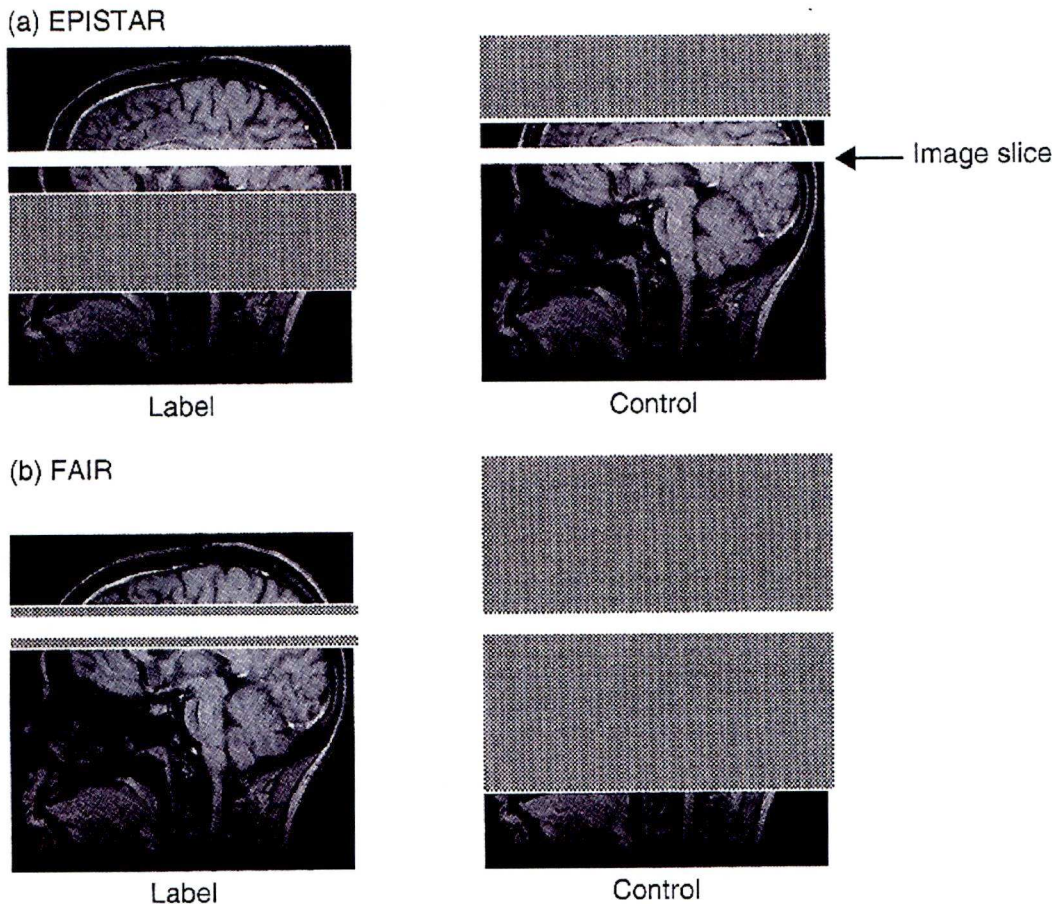 (a) EPISTAR
Image slice
Label
Control
(b) FAIR
Label
Control